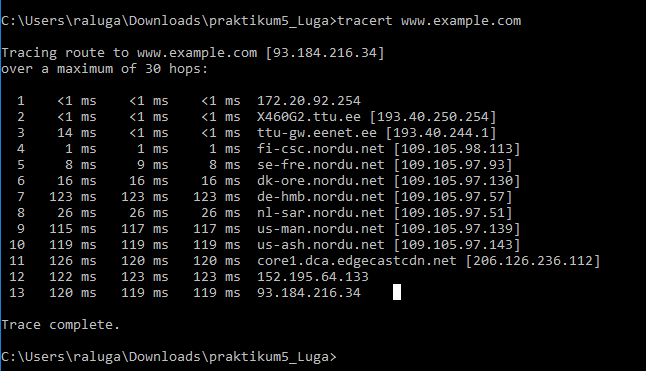 C:\Users\raluga\Downloads\praktikum5_Luga>tracert www.example.com
Tracing route to www.example.com [93.184.216.34]
over a maximum of 30 hops:
1 <1 ms <1 ms <1 ms 172.20.92.254
2 <1 ms <1 ms <1 ms X460G2.ttu.ee [193.40.250.254]
3 14 ms <1 ms <1 ms ttu-gw.eenet.ee [193.40.244.1]
4 1 ms 1 ms 1 ms fi-csc.nordu.net [109.105.98.113]
5 8 ms 9 ms 8 ms se-fre.nordu.net [109.105.97.93]
6 16 ms 16 ms 16 ms dk-ore.nordu.net [109.105.97.130]
7 123 ms 123 ms 123 ms de-hmb.nordu.net [109.105.97.57]
8 26 ms 26 ms 26 ms nl-sar.nordu.net [109.105.97.51]
9 115 ms 117 ms 117 ms us-man.nordu.net [109.105.97.139]
10 119 ms 119 ms 119 ms us-ash.nordu.net [109.105.97.143]
11 126 ms 120 ms 120 ms core1.dca.edgecastcdn.net [206.126.236.112]
12 122 ms 123 ms 123 ms 152.195.64.133
13 120 ms 119 ms 119 ms 93.184.216.34
Trace complete.
C:\Users\raluga\Downloads\praktikum5_Luga>